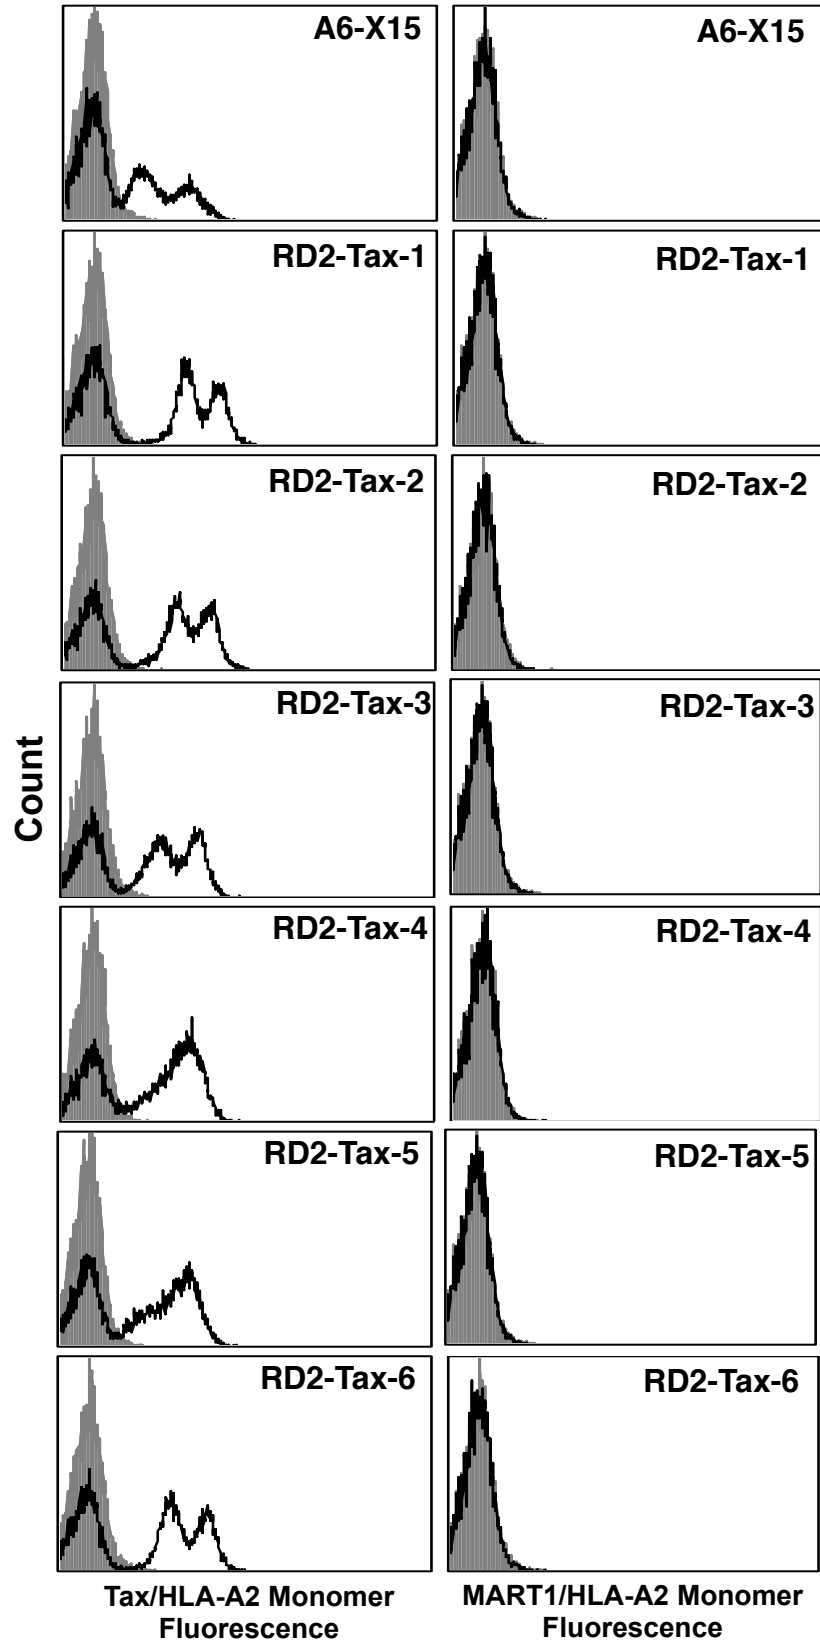 A6-X15
A6-X15
RD2-Tax-1
RD2-Tax-1
RD2-Tax-2
RD2-Tax-2
RD2-Tax-3
RD2-Tax-3
Count
RD2-Tax-4
RD2-Tax-4
RD2-Tax-5
RD2-Tax-5
RD2-Tax-6
RD2-Tax-6
Tax/HLA-A2 Monomer
Fluorescence
MART1/HLA-A2 Monomer
Fluorescence